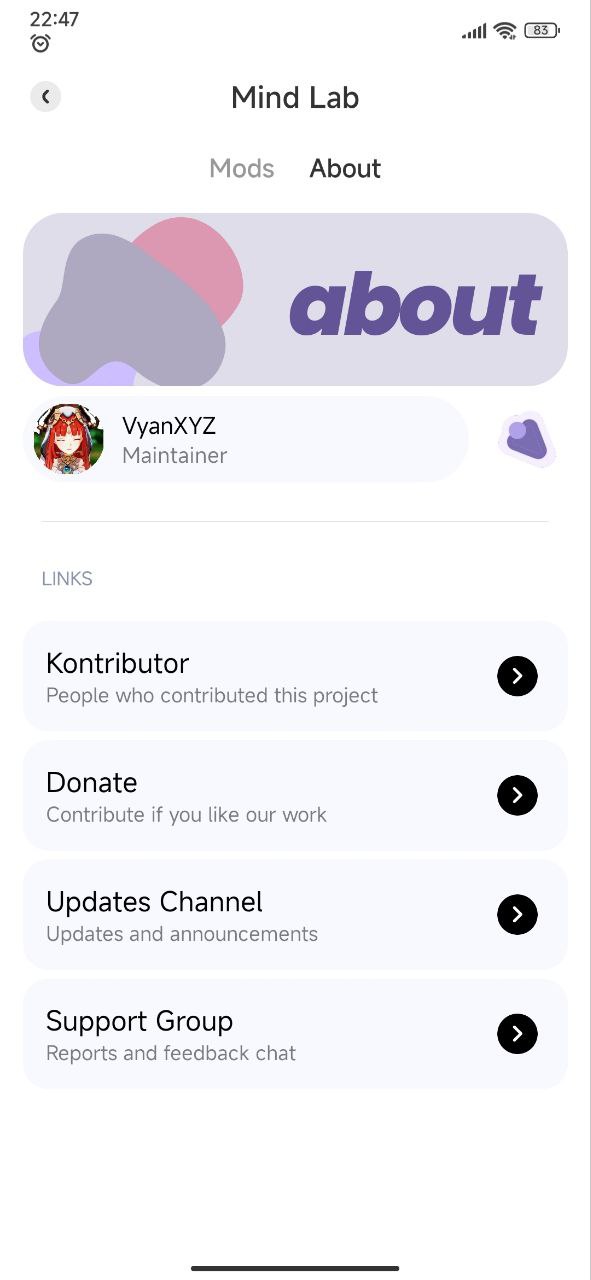 22:47
83
Mind Lab
Mods About
about
VyanXYZ
Maintainer
LINKS
Kontributor
People who contributed this project
Donate
Contribute if you like our work
Updates Channel
Updates and announcements
Support Group
Reports and feedback chat